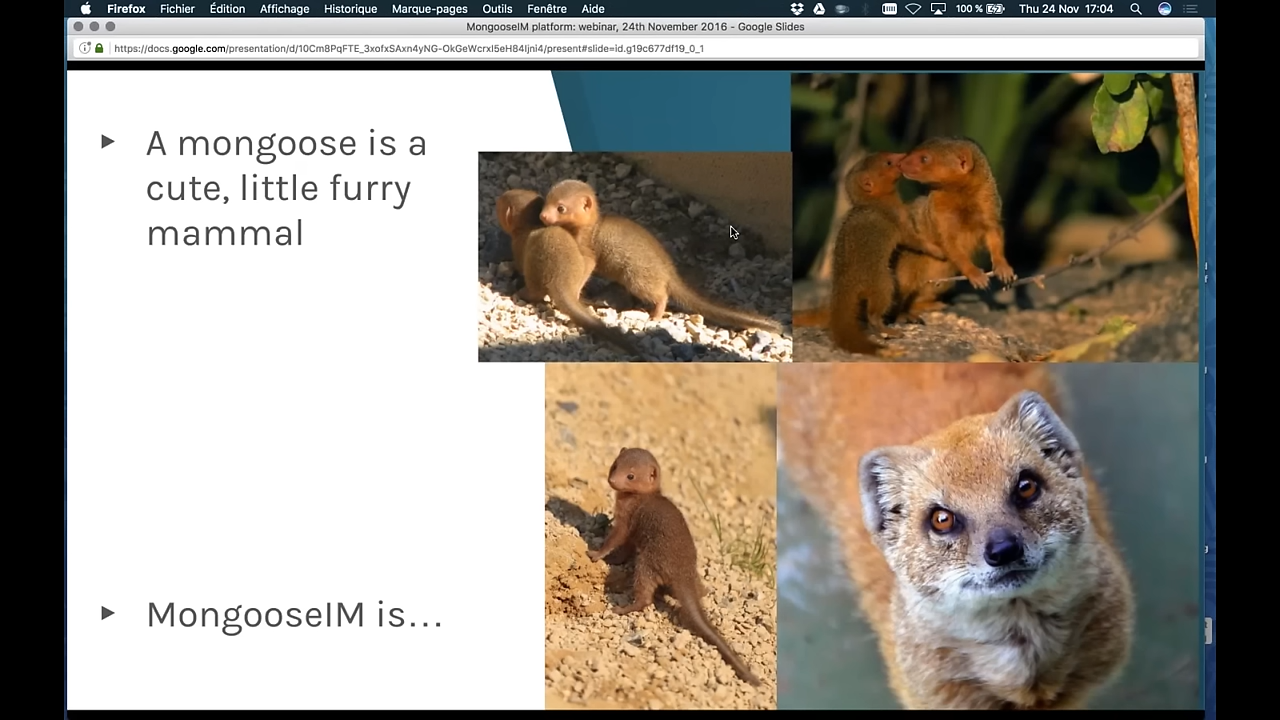 Firefox Fichier Édition Affichage Historique Marque-pages Outils Fenêtre Aide 100 % Thu 24 Nov 17:04
MongooseIM platform: webinar, 24th November 2016 - Google Slides
https://docs.google.com/presentation/d/10Cm8PqFTE_3xofxSAxn4yNG-OkGeWcrxI5eH84Ijni4/present#slide=id.g19c677df19_0_1
► A mongoose is a
cute, little furry
mammal
► MongooseIM is...